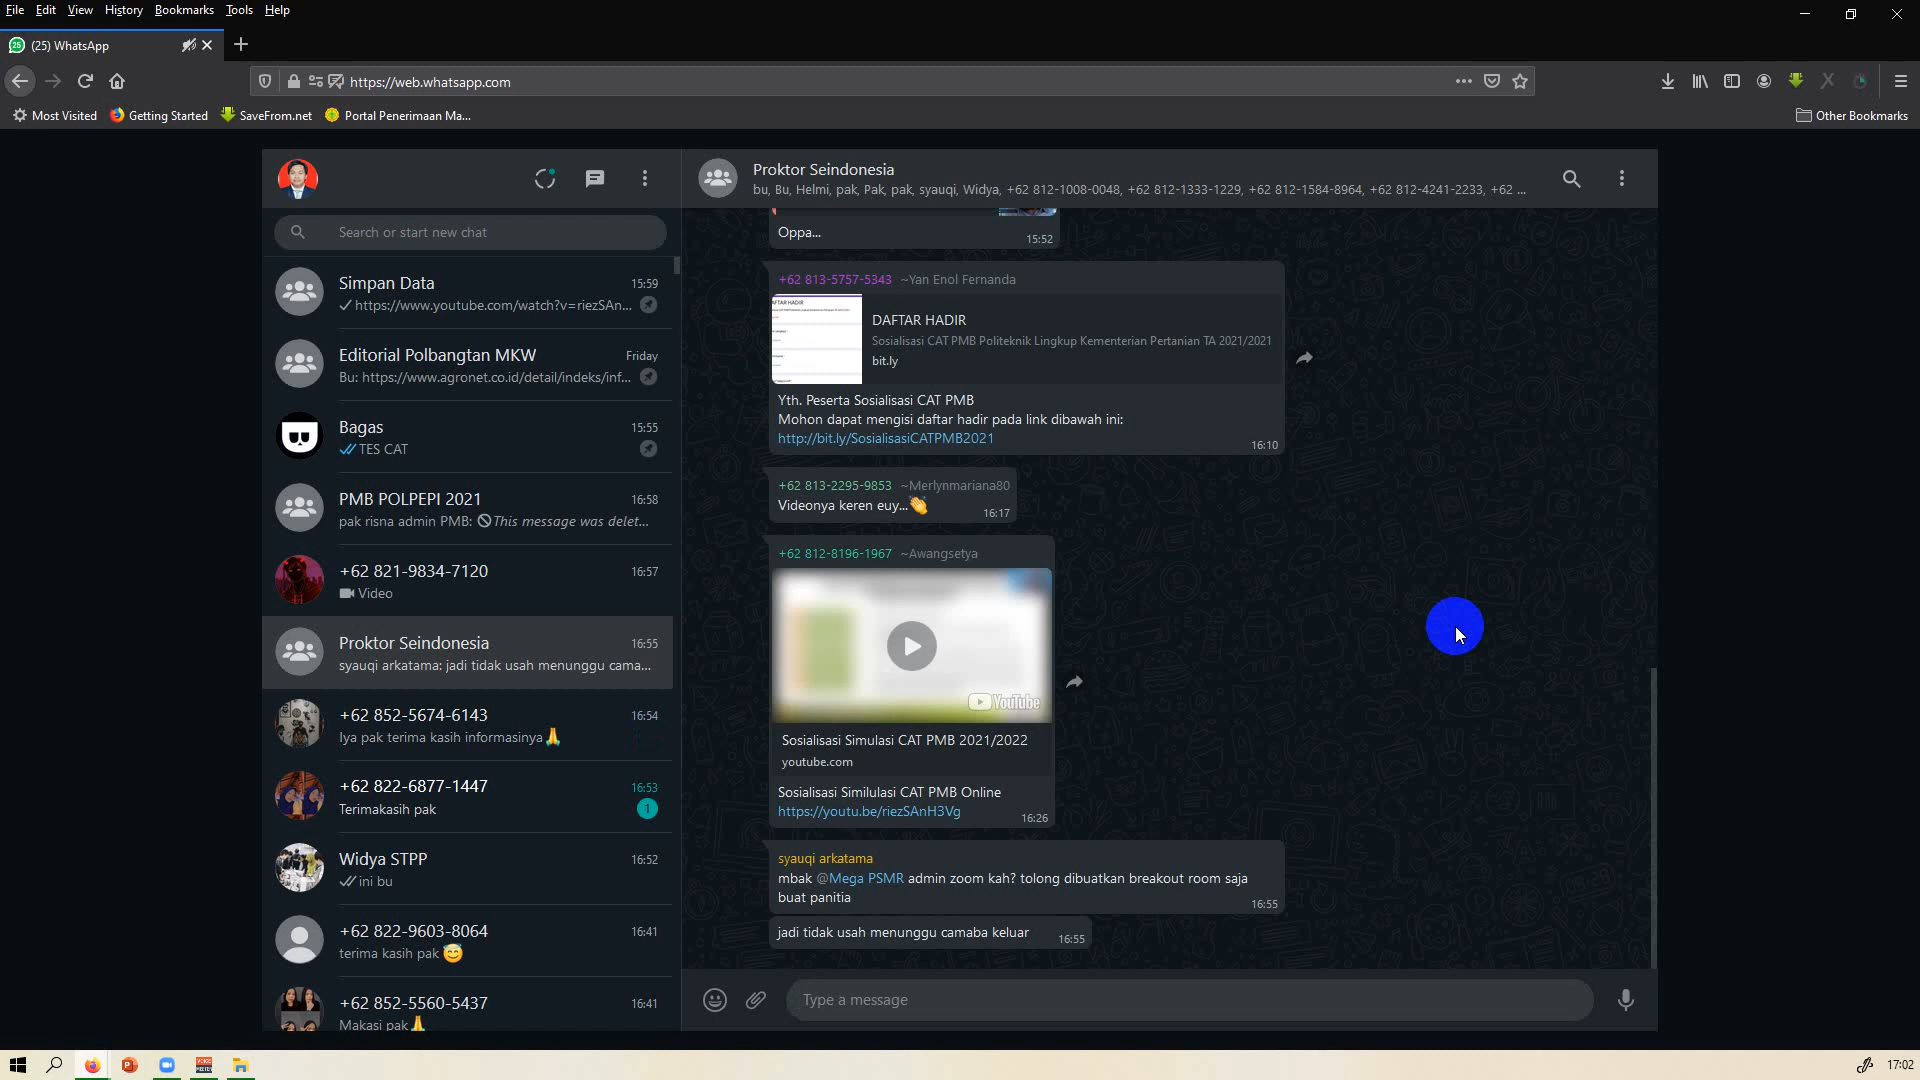 File Edit View History Bookmarks Tools Help
(25) WhatsApp
https://web.whatsapp.com
Most Visited Getting Started SaveFrom.net Portal Penerimaan Ma...
Other Bookmarks
Search or start new chat
Simpan Data 15:59
https://www.youtube.com/watch?v=riezSAn...
Editorial Polbangtan MKW Friday
Bu: https://www.agronet.co.id/detail/indeks/inf...
Bagas 15:55
TES CAT
PMB POLPEPI 2021 16:58
pak risna admin PMB: This message was delet...
+62 821-9834-7120 16:57
Video
Proktor Seindonesia 16:55
syauqi arkatama: jadi tidak usah menunggu cama...
+62 852-5674-6143 16:54
Iya pak terima kasih informasinya🙏
+62 822-6877-1447 16:53
Terimakasih pak 1
Widya STPP 16:52
ini bu
+62 822-9603-8064 16:41
terima kasih pak 😇
+62 852-5560-5437 16:41
Makasi pak🙏
Proktor Seindonesia
bu, Bu, Helmi, pak, Pak, pak, syauqi, Widya, +62 812-1008-0048, +62 812-1333-1229, +62 812-1584-8964, +62 812-4241-2233, +62 ...
Oppa...
15:52
+62 813-5757-5343 ~Yan Enol Fernanda
DAFTAR HADIR
Sosialisasi CAT PMB Politeknik Lingkup Kementerian Pertanian TA 2021/2021
bit.ly
Yth. Peserta Sosialisasi CAT PMB
Mohon dapat mengisi daftar hadir pada link dibawah ini:
http://bit.ly/SosialisasiCATPMB2021
16:10
+62 813-2295-9853 ~Merlynmariana80
Videonya keren euy...👏
16:17
+62 812-8196-1967 ~Awangsetya
YouTube
Sosialisasi Simulasi CAT PMB 2021/2022
youtube.com
Sosialisasi Similulasi CAT PMB Online
https://youtu.be/riezSAnH3Vg
16:26
syauqi arkatama
mbak @Mega PSMR admin zoom kah? tolong dibuatkan breakout room saja
buat panitia
16:55
jadi tidak usah menunggu camaba keluar
16:55
Type a message
17:02